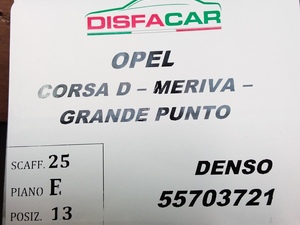 DISFACAR
OPEL
CORSA D – MERIVA –
GRANDE PUNTO
SCAFF. 25
PIANO E
POSIZ. 13
DENSO
55703721